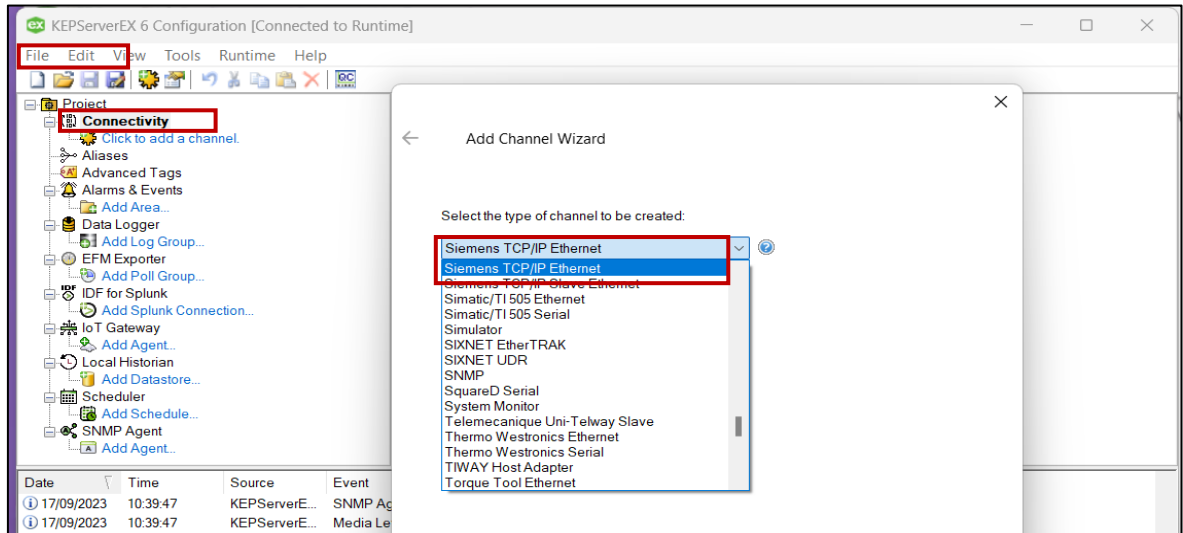 KEPServerEX 6 Configuration [Connected to Runtime]
File Edit View Tools Runtime Help
Project
Connectivity
Click to add a channel.
Aliases
Advanced Tags
Alarms & Events
Add Area...
Data Logger
Add Log Group...
EFM Exporter
Add Poll Group...
IDF for Splunk
Add Splunk Connection...
IoT Gateway
Add Agent...
Local Historian
Add Datastore...
Scheduler
Add Schedule...
SNMP Agent
Add Agent...
Add Channel Wizard
Select the type of channel to be created:
Siemens TCP/IP Ethernet
Siemens TCP/IP Ethernet
Siemens TCP/IP Slave Ethernet
Simatic/TI 505 Ethernet
Simatic/TI 505 Serial
Simulator
SIXNET EtherTRAK
SIXNET UDR
SNMP
SquareD Serial
System Monitor
Telemecanique Uni-Telway Slave
Thermo Westronics Ethernet
Thermo Westronics Serial
TIWAY Host Adapter
Torque Tool Ethernet
Date Time Source Event
17/09/2023 10:39:47 KEPServerE... SNMP Ag
17/09/2023 10:39:47 KEPServerE... Media Le